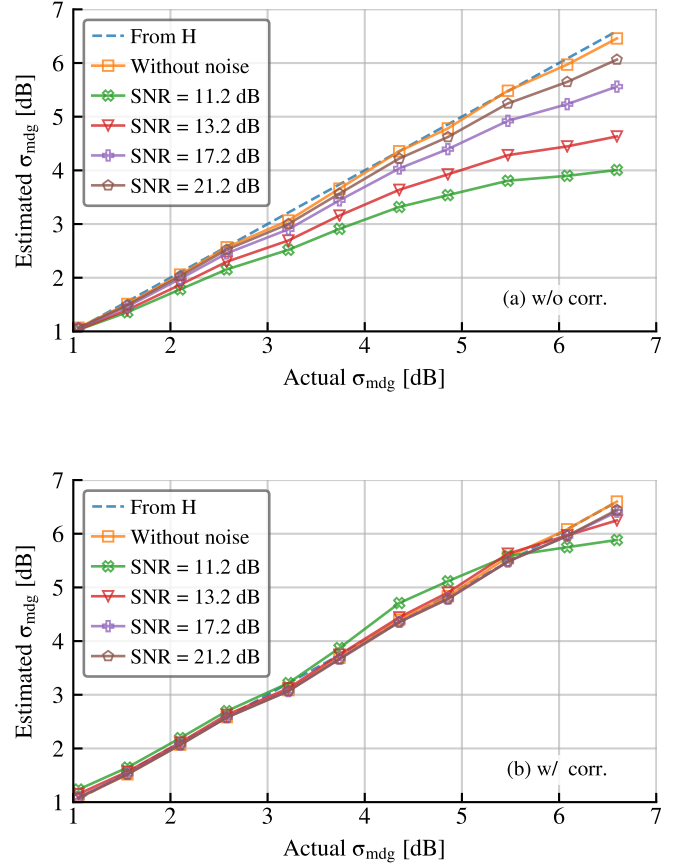 7
6
5
4
3
2
1
Estimated σmdg [dB]
From H
Without noise
SNR = 11.2 dB
SNR = 13.2 dB
SNR = 17.2 dB
SNR = 21.2 dB
(a) w/o corr.
1 2 3 4 5 6 7
Actual σmdg [dB]
7
6
5
4
3
2
1
Estimated σmdg [dB]
From H
Without noise
SNR = 11.2 dB
SNR = 13.2 dB
SNR = 17.2 dB
SNR = 21.2 dB
(b) w/ corr.
1 2 3 4 5 6 7
Actual σmdg [dB]